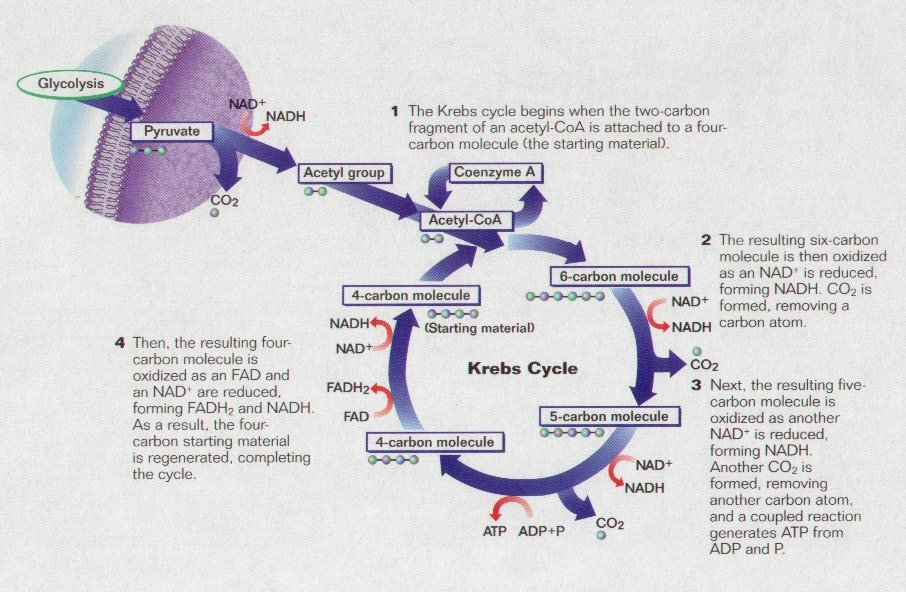 Glycolysis
NAD+
NADH
Pyruvate
CO2
Acetyl group
Coenzyme A
Acetyl-CoA
1 The Krebs cycle begins when the two-carbon
fragment of an acetyl-CoA is attached to a four-
carbon molecule (the starting material).
6-carbon molecule
NAD+
NADH
CO2
2 The resulting six-carbon
molecule is then oxidized
as an NAD+ is reduced,
forming NADH. CO2 is
formed, removing a
carbon atom.
4-carbon molecule
(Starting material)
NADH
NAD+
FADH2
FAD
Krebs Cycle
5-carbon molecule
NAD+
NADH
3 Next, the resulting five-
carbon molecule is
oxidized as another
NAD+ is reduced,
forming NADH.
Another CO2 is
formed, removing
another carbon atom,
and a coupled reaction
generates ATP from
ADP and P.
4-carbon molecule
ATP ADP+P
CO2
4 Then, the resulting four-
carbon molecule is
oxidized as an FAD and
an NAD+ are reduced,
forming FADH2 and NADH.
As a result, the four-
carbon starting material
is regenerated, completing
the cycle.